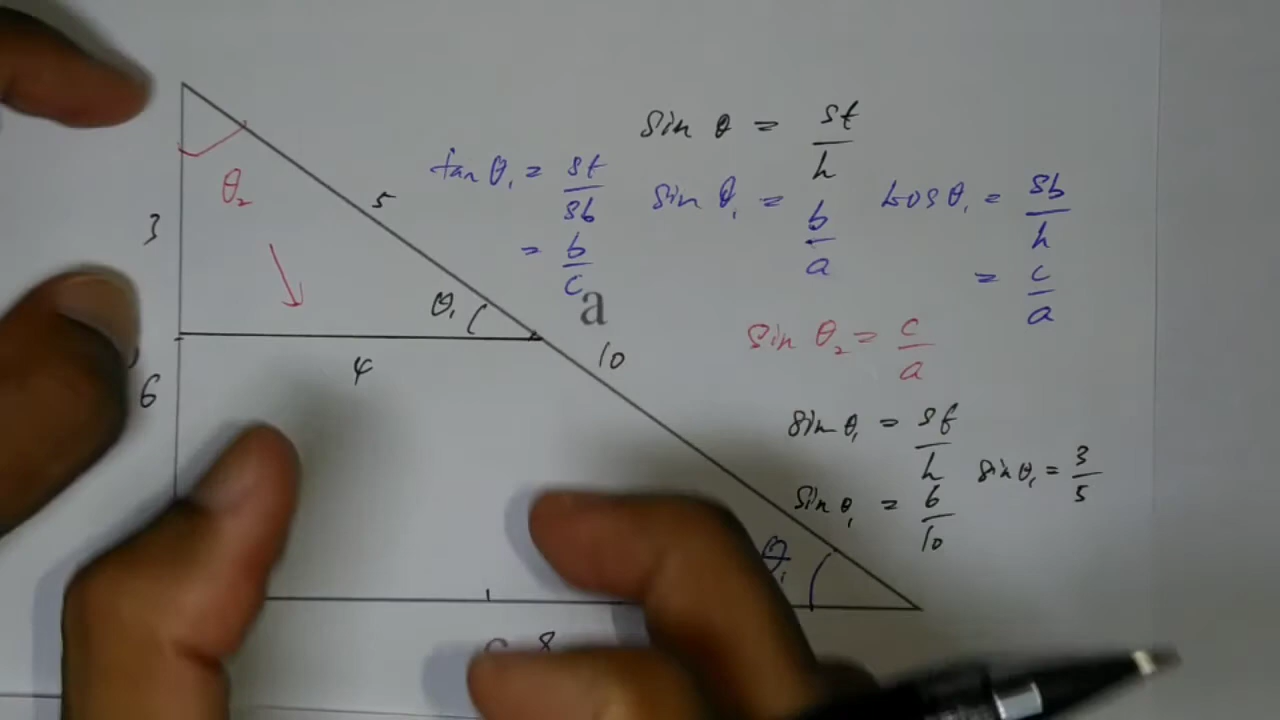 sin θ = st/h
tan θ₁ = st/sb
sin θ₁ = b/a
cos θ₁ = sb/h
= b/c
= c/a
θ₂
3
5
θ₁
a
sin θ₂ = c/a
10
4
6
sin θ₁ = st/h
sin θ₁ = 3/5
sin θ₁ = 6/10
θ₁
8